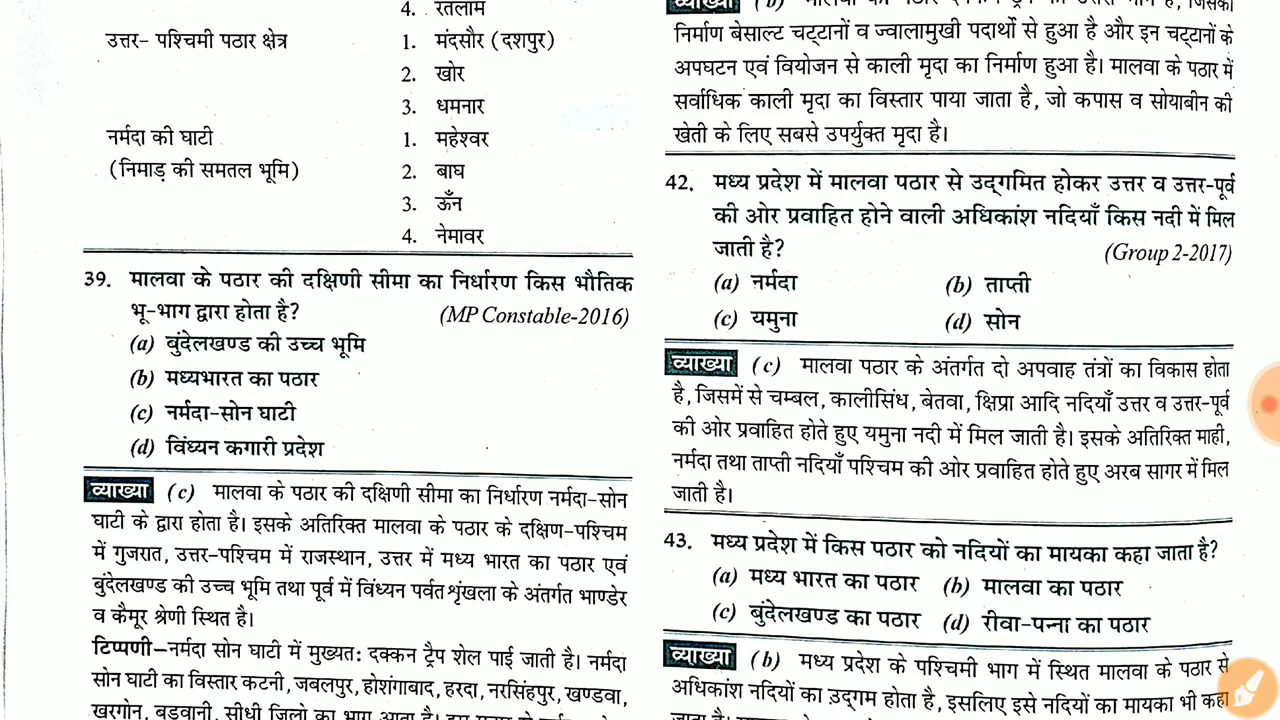 4. रतलाम
उत्तर- पश्चिमी पठार क्षेत्र 1. मंदसौर (दशपुर)
2. खोर
3. धमनार
नर्मदा की घाटी 1. महेश्वर
(निमाड़ की समतल भूमि) 2. बाघ
3. ऊँन
4. नेमावर
39. मालवा के पठार की दक्षिणी सीमा का निर्धारण किस भौतिक
भू-भाग द्वारा होता है? (MP Constable-2016)
(a) बुंदेलखण्ड की उच्च भूमि
(b) मध्यभारत का पठार
(c) नर्मदा-सोन घाटी
(d) विंध्यन कगारी प्रदेश
व्याख्या (c) मालवा के पठार की दक्षिणी सीमा का निर्धारण नर्मदा-सोन
घाटी के द्वारा होता है। इसके अतिरिक्त मालवा के पठार के दक्षिण-पश्चिम
में गुजरात, उत्तर-पश्चिम में राजस्थान, उत्तर में मध्य भारत का पठार एवं
बुंदेलखण्ड की उच्च भूमि तथा पूर्व में विंध्यन पर्वत शृंखला के अंतर्गत भाण्डेर
व कैमूर श्रेणी स्थित है।
टिप्पणी–नर्मदा सोन घाटी में मुख्यत: दक्कन ट्रैप शेल पाई जाती है। नर्मदा
सोन घाटी का विस्तार कटनी, जबलपुर, होशंगाबाद, हरदा, नरसिंहपुर, खण्डवा,
खरगोन, बड़वानी, सीधी जिलों का भाग आता है।
व्याख्या (b) मालवा का पठार
निर्माण बेसाल्ट चट्टानों व ज्वालामुखी पदार्थो से हुआ है और इन चट्टानों के
अपघटन एवं वियोजन से काली मृदा का निर्माण हुआ है। मालवा के पठार में
सर्वाधिक काली मृदा का विस्तार पाया जाता है, जो कपास व सोयाबीन की
खेती के लिए सबसे उपर्युक्त मृदा है।
42. मध्य प्रदेश में मालवा पठार से उद्गमित होकर उत्तर व उत्तर-पूर्व
की ओर प्रवाहित होने वाली अधिकांश नदियाँ किस नदी में मिल
जाती है? (Group 2-2017)
(a) नर्मदा (b) ताप्ती
(c) यमुना (d) सोन
व्याख्या (c) मालवा पठार के अंतर्गत दो अपवाह तंत्रों का विकास होता
है, जिसमें से चम्बल, कालीसिंध, बेतवा, क्षिप्रा आदि नदियाँ उत्तर व उत्तर-पूर्व
की ओर प्रवाहित होते हुए यमुना नदी में मिल जाती है। इसके अतिरिक्त माही,
नर्मदा तथा ताप्ती नदियाँ पश्चिम की ओर प्रवाहित होते हुए अरब सागर में मिल
जाती है।
43. मध्य प्रदेश में किस पठार को नदियों का मायका कहा जाता है?
(a) मध्य भारत का पठार (b) मालवा का पठार
(c) बुंदेलखण्ड का पठार (d) रीवा-पन्ना का पठार
व्याख्या (b) मध्य प्रदेश के पश्चिमी भाग में स्थित मालवा के पठार से
अधिकांश नदियों का उद्गम होता है, इसलिए इसे नदियों का मायका भी कहा